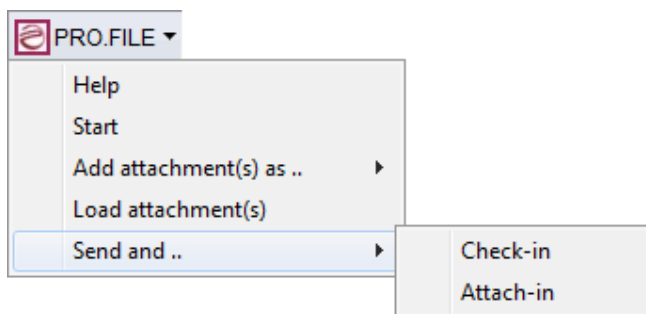 PRO.FILE
Help
Start
Add attachment(s) as ..
Load attachment(s)
Send and ..
Check-in
Attach-in